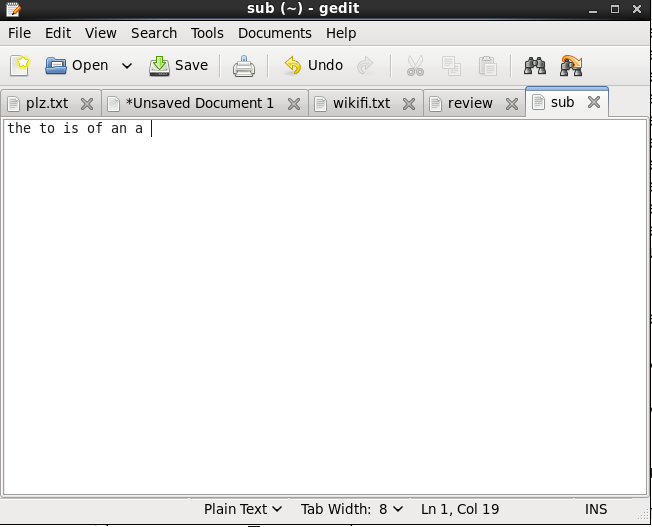 sub (~) - gedit
File Edit View Search Tools Documents Help
Open Save Undo
plz.txt *Unsaved Document 1 wikifi.txt review sub
the to is of an a
Plain Text Tab Width: 8 Ln 1, Col 19 INS